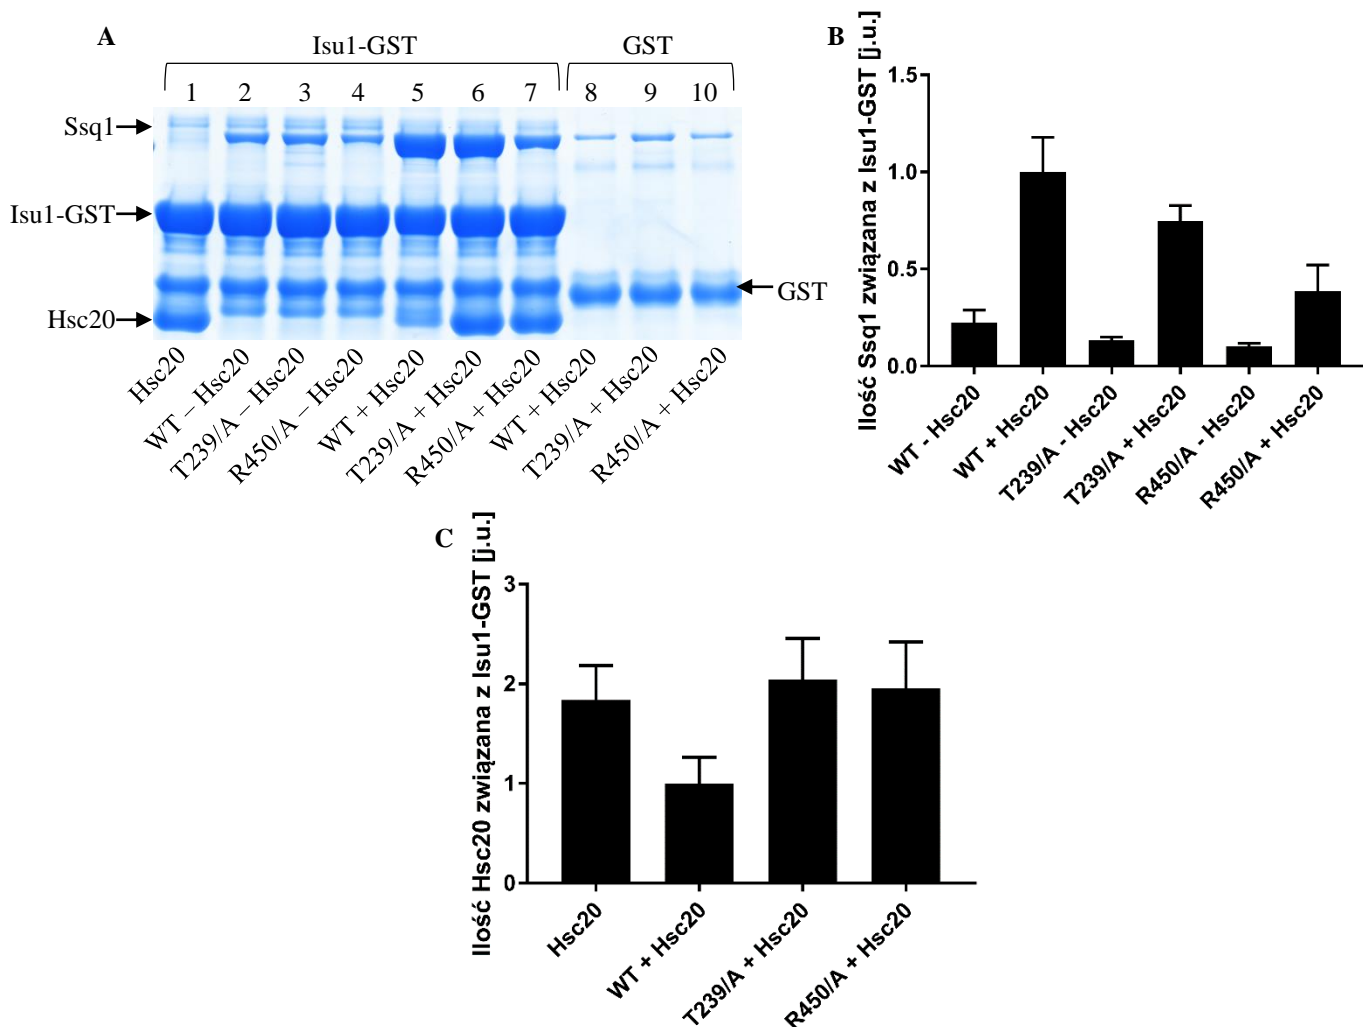 A
Isu1-GST
GST
1 2 3 4 5 6 7 8 9 10
Ssq1
Isu1-GST
Hsc20
GST
Hsc20
WT – Hsc20
T239/A – Hsc20
R450/A – Hsc20
WT + Hsc20
T239/A + Hsc20
R450/A + Hsc20
WT + Hsc20
T239/A + Hsc20
R450/A + Hsc20
B
Ilość Ssq1 związana z Isu1-GST [j.u.]
1.5
1.0
0.5
0.0
WT - Hsc20
WT + Hsc20
T239/A - Hsc20
T239/A + Hsc20
R450/A - Hsc20
R450/A + Hsc20
C
Ilość Hsc20 związana z Isu1-GST [j.u.]
3
2
1
0
Hsc20
WT + Hsc20
T239/A + Hsc20
R450/A + Hsc20